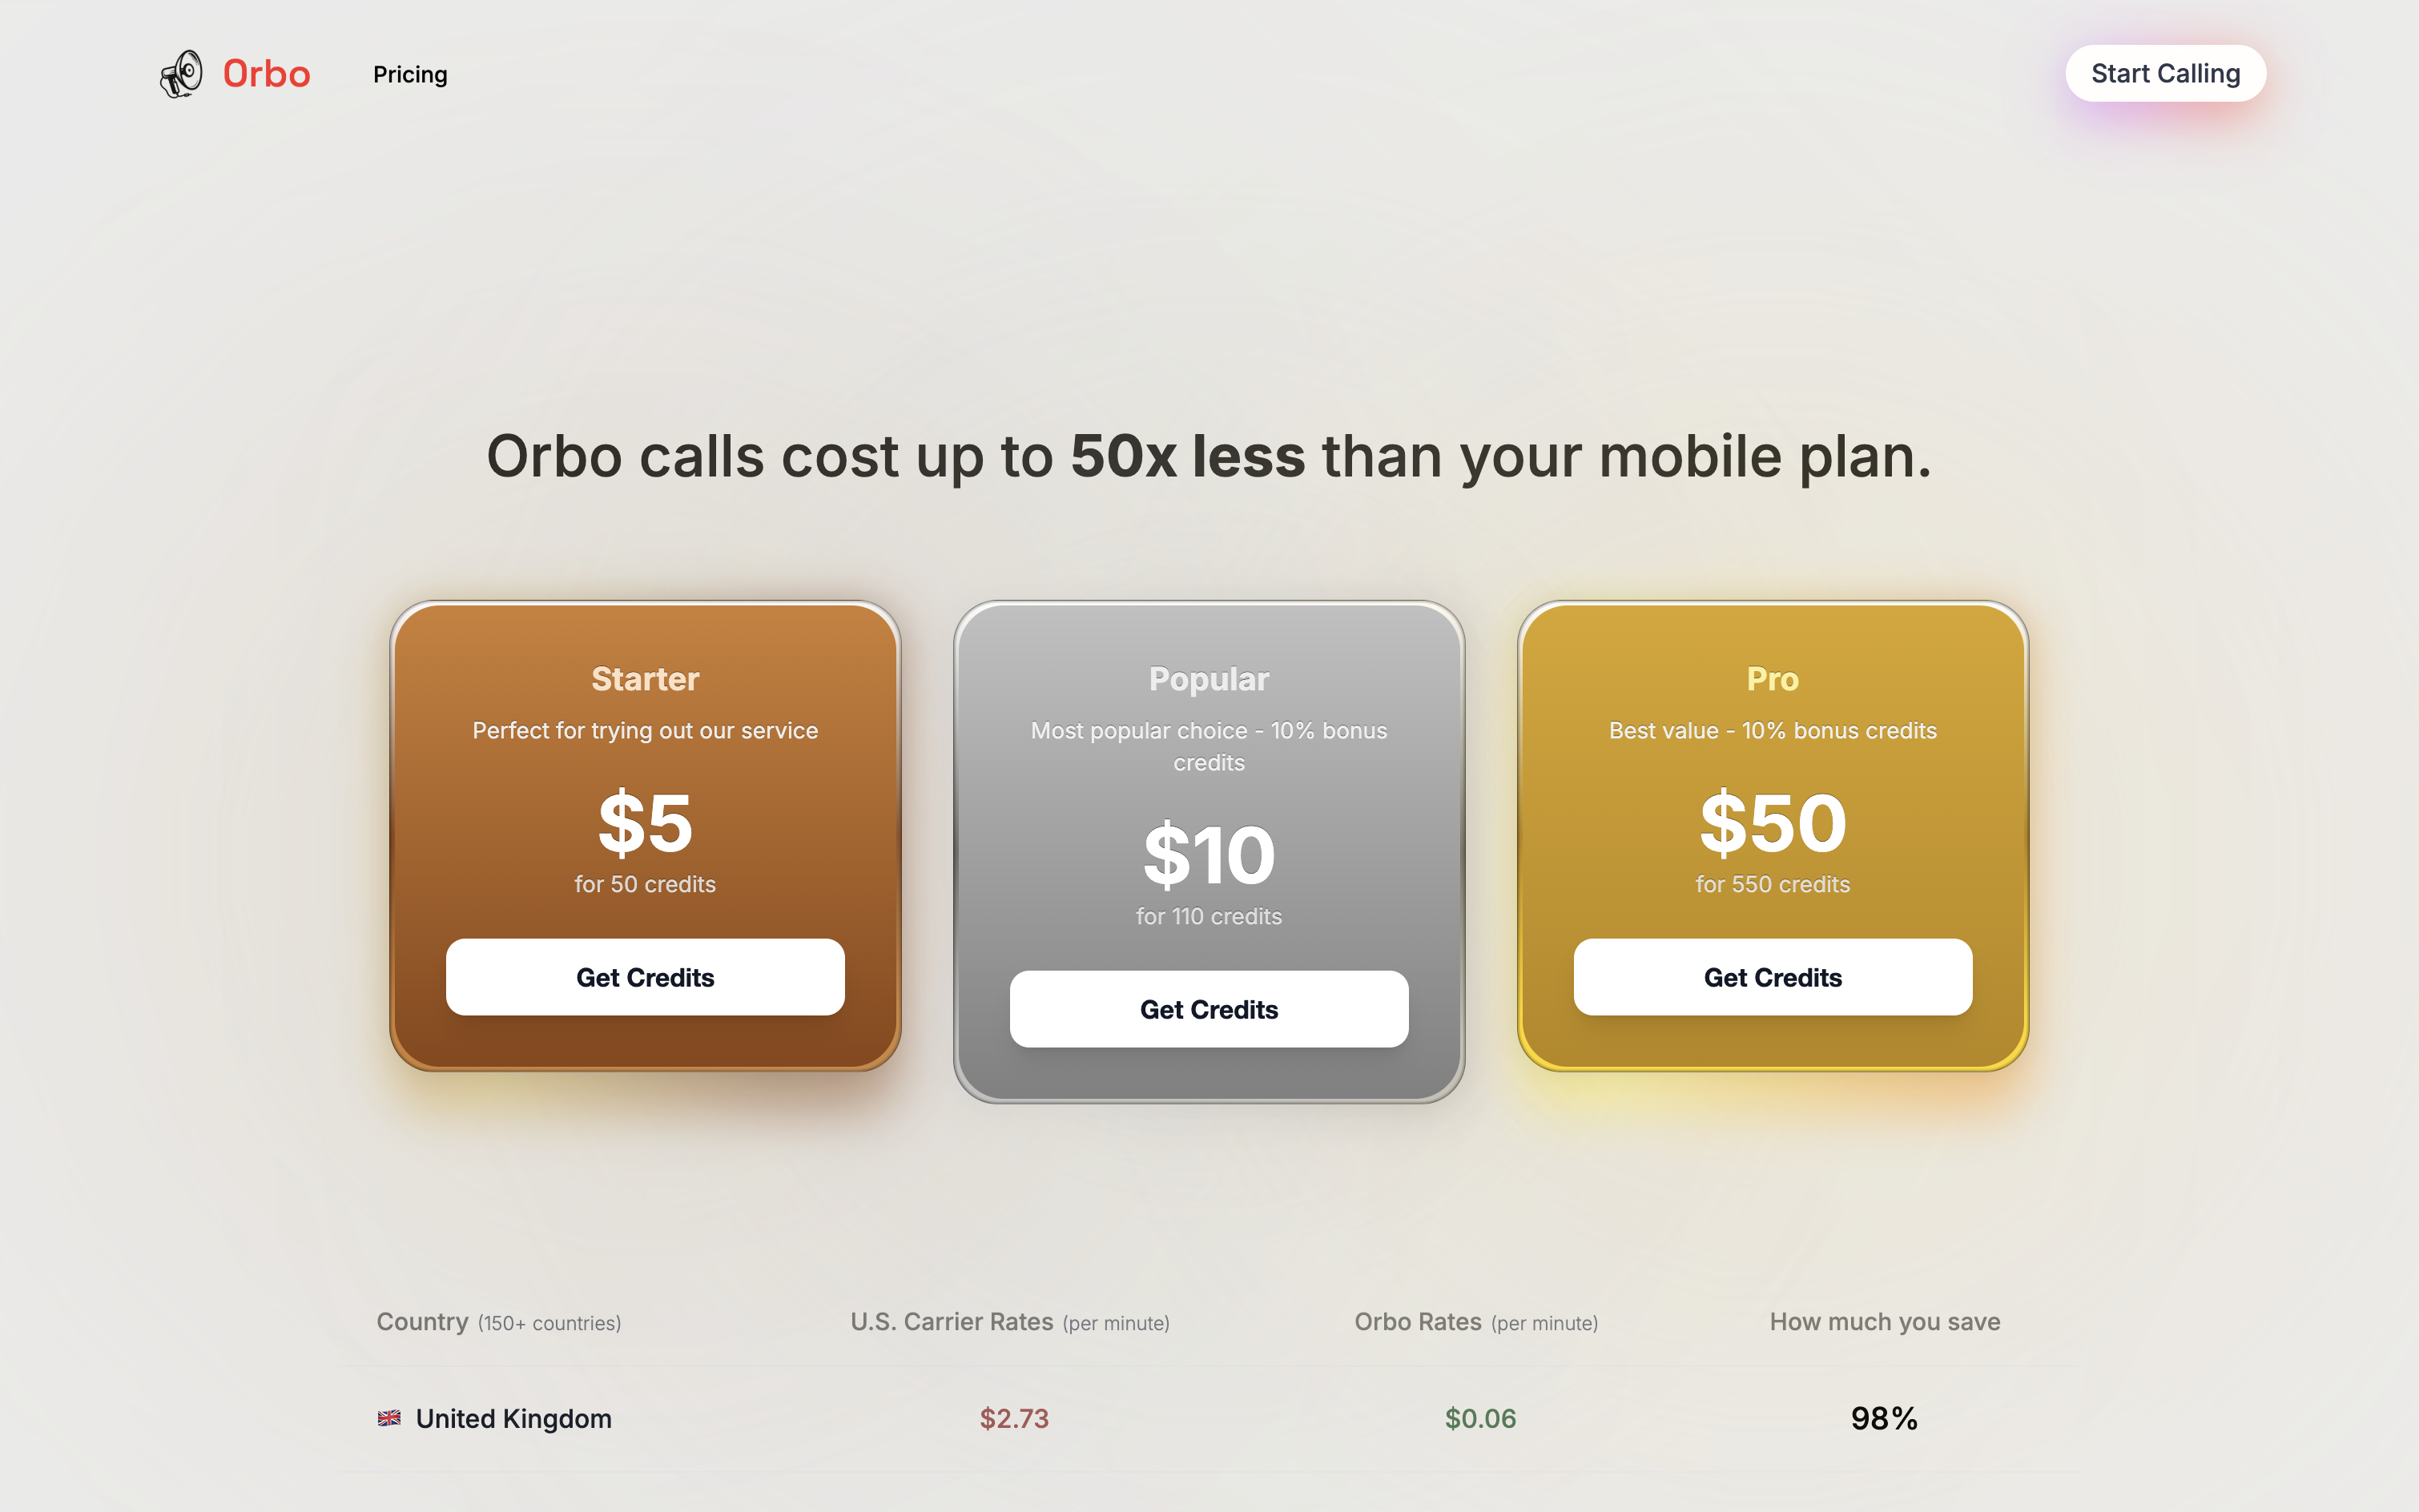 Orbo
Pricing
Start Calling
Orbo calls cost up to 50x less than your mobile plan.
Starter
Perfect for trying out our service
$5
for 50 credits
Get Credits
Popular
Most popular choice - 10% bonus
credits
$10
for 110 credits
Get Credits
Pro
Best value - 10% bonus credits
$50
for 550 credits
Get Credits
Country (150+ countries)
U.S. Carrier Rates (per minute)
Orbo Rates (per minute)
How much you save
United Kingdom
$2.73
$0.06
98%